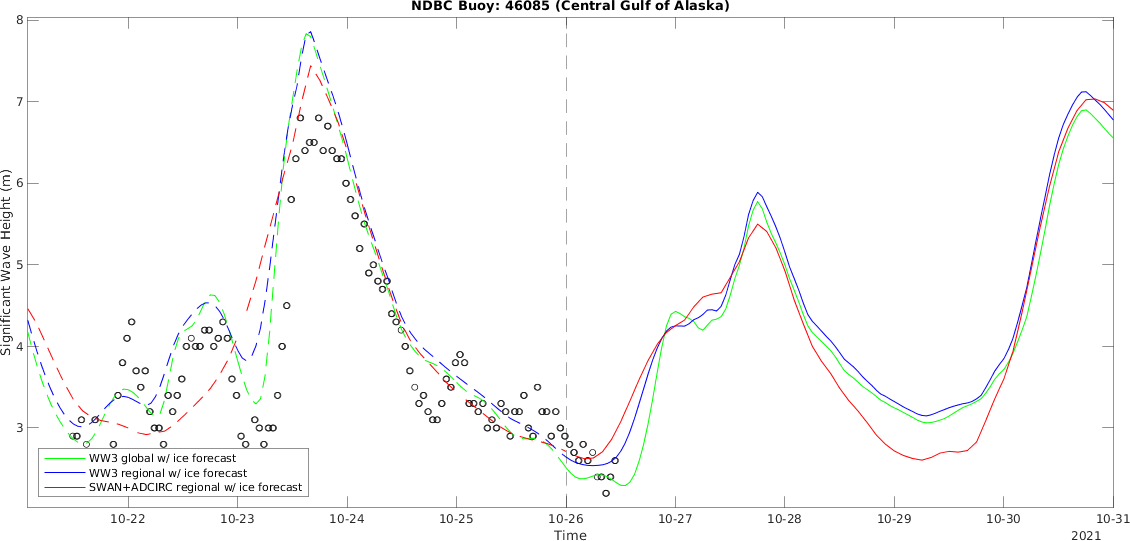 NDBC Buoy: 46085 (Central Gulf of Alaska)
8
7
6
5
4
3
Significant Wave Height (m)
WW3 global w/ ice forecast
WW3 regional w/ ice forecast
SWAN+ADCIRC regional w/ ice forecast
10-22 10-23 10-24 10-25 10-26 10-27 10-28 10-29 10-30 10-31
Time
2021